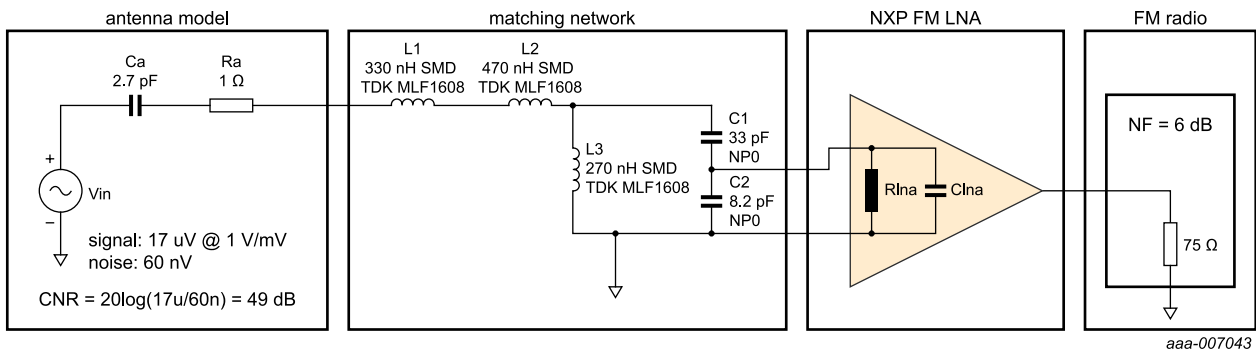 antenna model
matching network
NXP FM LNA
FM radio
Ca
2.7 pF
Ra
1 Ω
+
Vin
−
signal: 17 uV @ 1 V/mV
noise: 60 nV
CNR = 20log(17u/60n) = 49 dB
L1
330 nH SMD
TDK MLF1608
L2
470 nH SMD
TDK MLF1608
L3
270 nH SMD
TDK MLF1608
C1
33 pF
NP0
C2
8.2 pF
NP0
Rlna
Clna
NF = 6 dB
75 Ω
aaa-007043